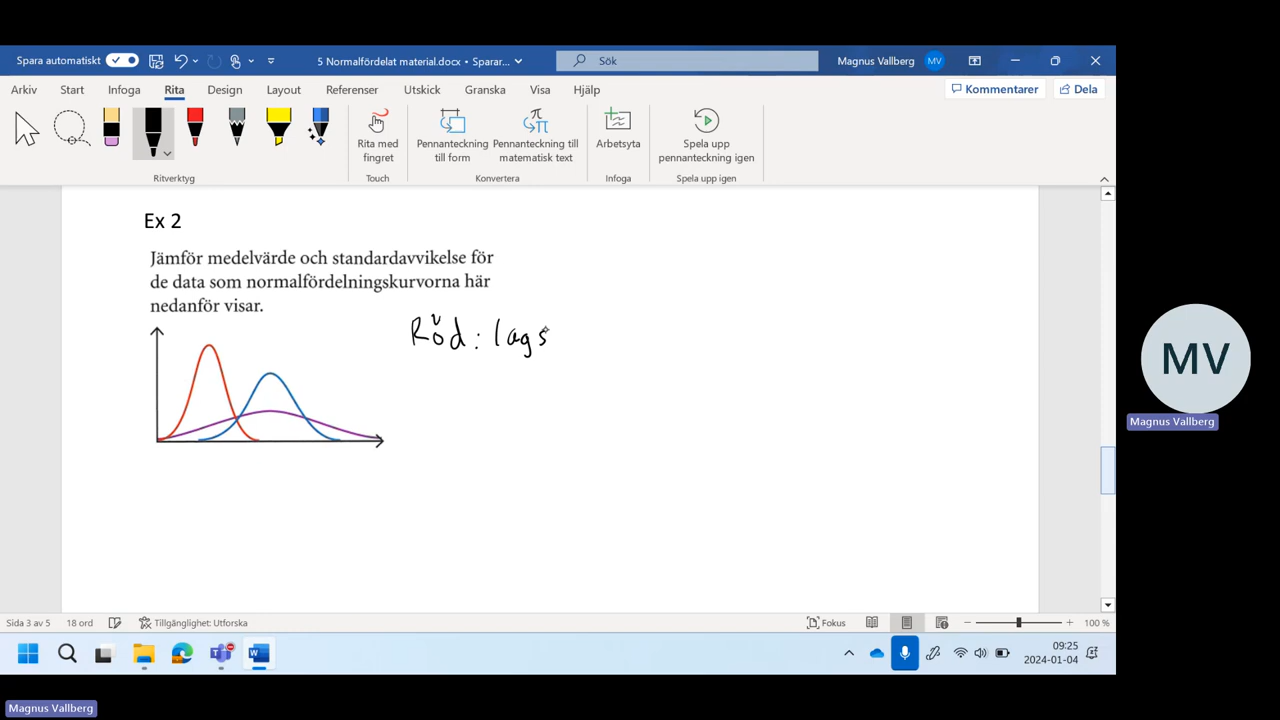 Spara automatiskt
5 Normalfördelat material.docx • Sparar...
Sök
Magnus Vallberg
MV
Arkiv Start Infoga Rita Design Layout Referenser Utskick Granska Visa Hjälp
Kommentarer
Dela
Rita med fingret
Pennanteckning till form
Pennanteckning till matematisk text
Arbetsyta
Spela upp pennanteckning igen
Ritverktyg
Touch
Konvertera
Infoga
Spela upp igen
Ex 2
Jämför medelvärde och standardavvikelse för
de data som normalfördelningskurvorna här
nedanför visar.
Röd: lags
MV
Magnus Vallberg
Sida 3 av 5
18 ord
Tillgänglighet: Utforska
Fokus
100 %
09:25
2024-01-04
Magnus Vallberg